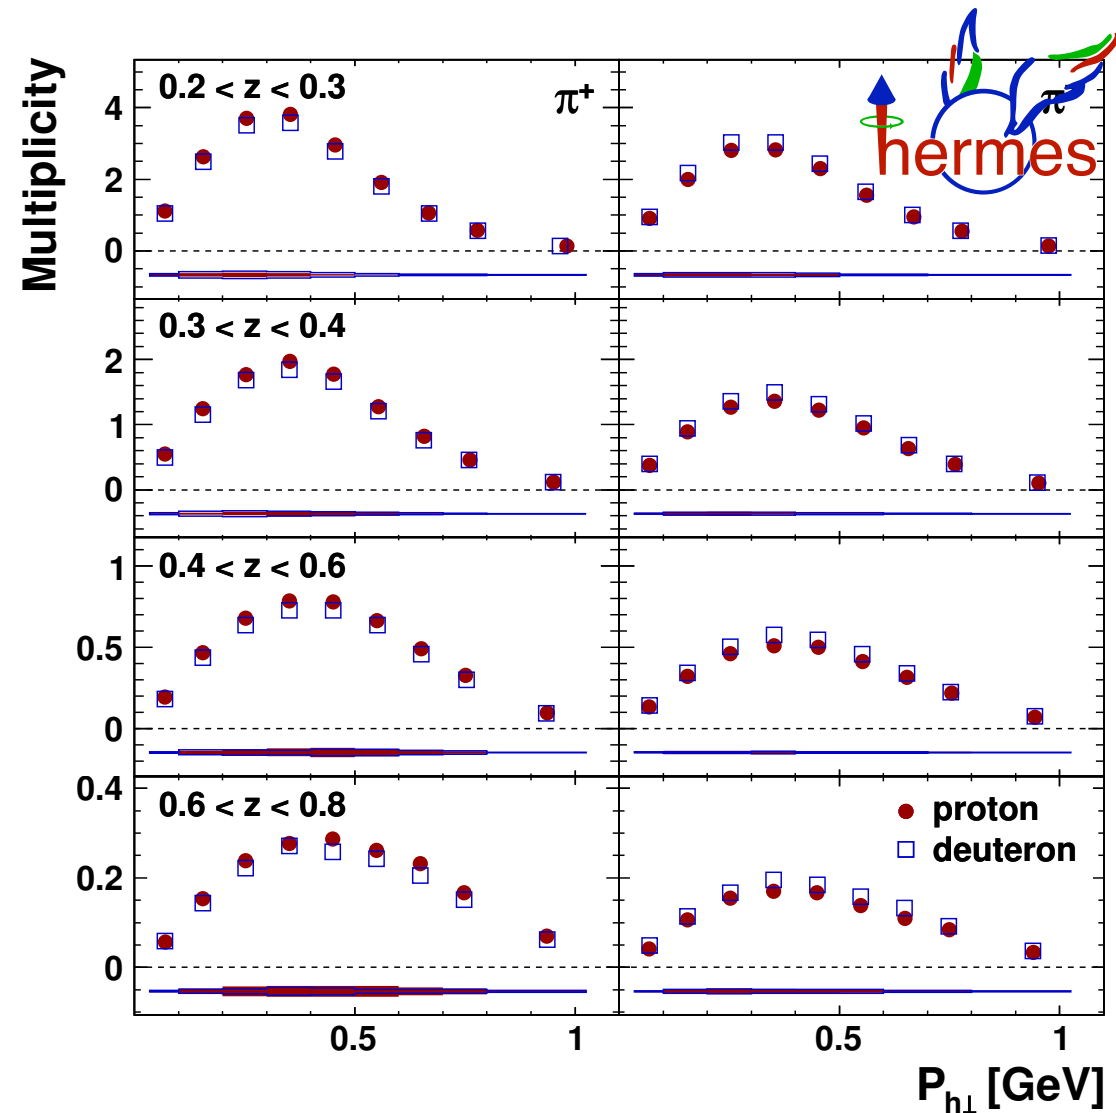 Multiplicity
0.2 < z < 0.3
π+
π
hermes
4
2
0
0.3 < z < 0.4
2
1
0
0.4 < z < 0.6
1
0.5
0
0.6 < z < 0.8
proton
deuteron
0.4
0.2
0
0.5 1 0.5 1
Ph⊥ [GeV]